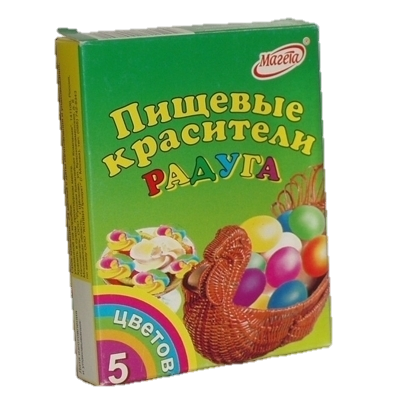 Магета
Пищевые
красители
РАДУГА
5 цветов